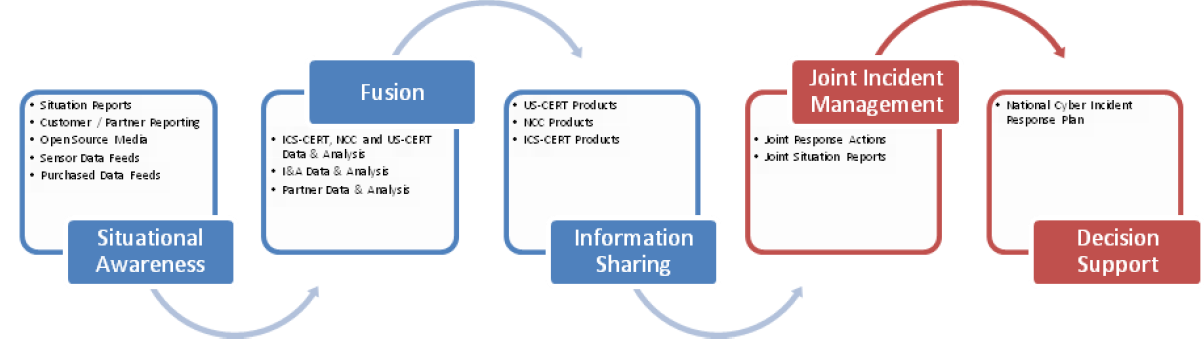 • Situation Reports
• Customer / Partner Reporting
• OpenSource Media
• Sensor Data Feeds
• Purchased Data Feeds
Situational
Awareness
Fusion
• ICS-CERT, NCC and US-CERT
Data & Analysis
• I&A Data & Analysis
• Partner Data & Analysis
• US-CERT Products
• NCC Products
• ICS-CERT Products
Information
Sharing
Joint Incident
Management
• Joint Response Actions
• Joint Situation Reports
• National Cyber Incident
Response Plan
Decision
Support